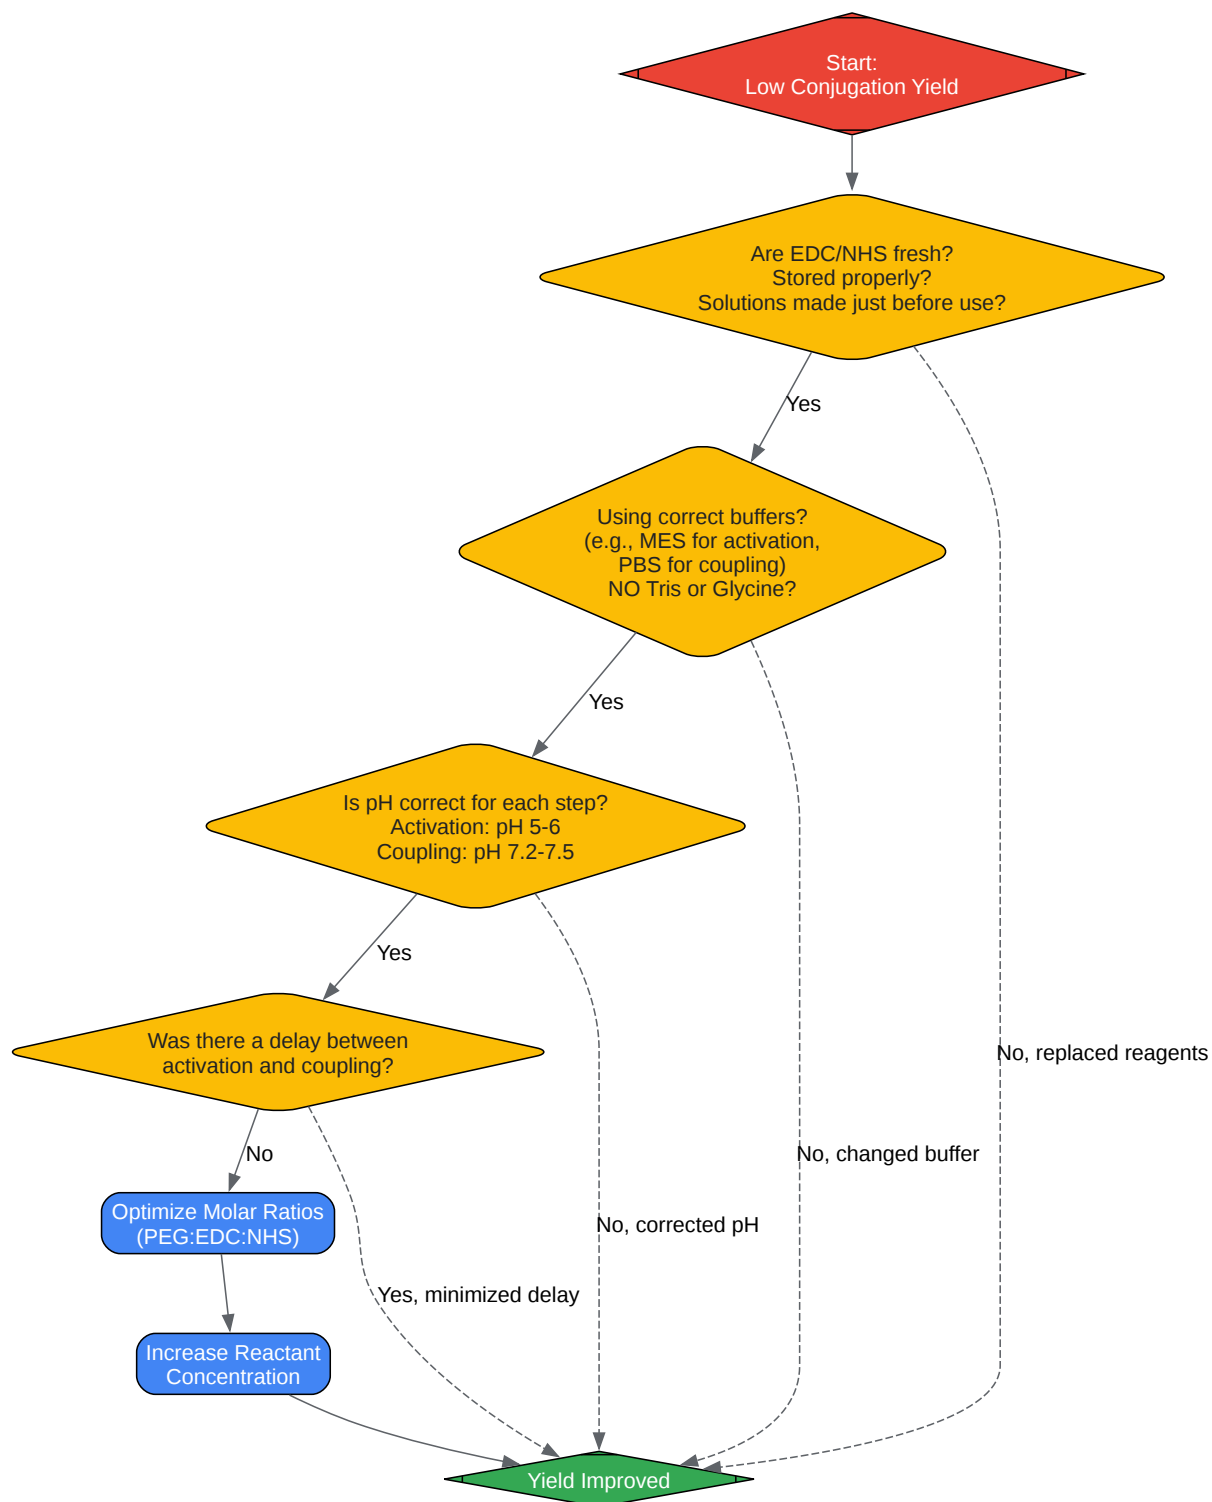 Start:
Low Conjugation Yield
Are EDC/NHS fresh?
Stored properly?
Solutions made just before use?
Yes
Using correct buffers?
(e.g., MES for activation,
PBS for coupling)
NO Tris or Glycine?
Yes
Is pH correct for each step?
Activation: pH 5-6
Coupling: pH 7.2-7.5
Yes
Was there a delay between
activation and coupling?
No, replaced reagents
No
No, changed buffer
Optimize Molar Ratios
(PEG:EDC:NHS)
No, corrected pH
Yes, minimized delay
Increase Reactant
Concentration
Yield Improved